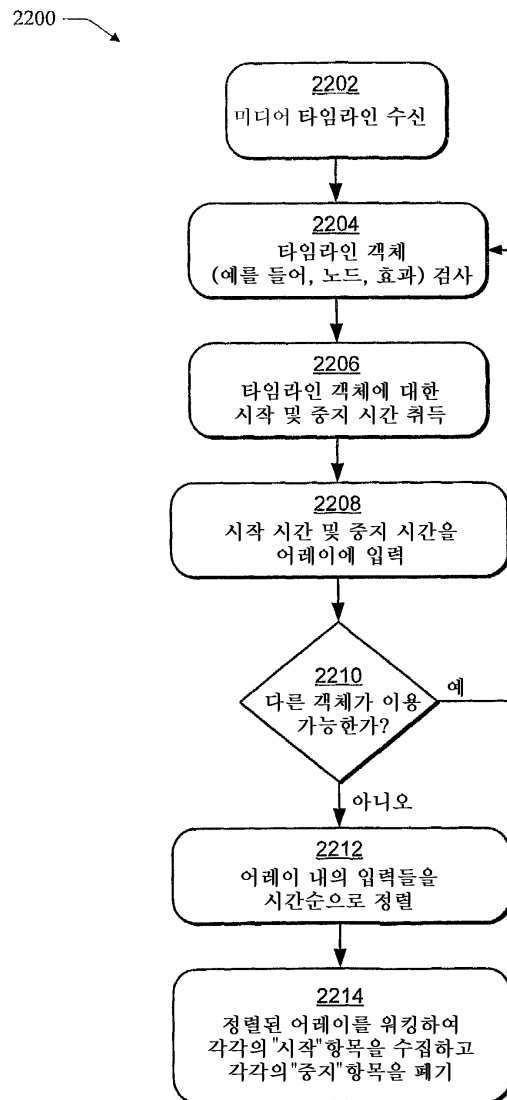 2200
2202
미디어 타임라인 수신
2204
타임라인 객체
(예를 들어, 노드, 효과) 검사
2206
타임라인 객체에 대한
시작 및 중지 시간 취득
2208
시작 시간 및 중지 시간을
어레이에 입력
2210
다른 객체가 이용
가능한가?
예
아니오
2212
어레이 내의 입력들을
시간순으로 정렬
2214
정렬된 어레이를 워킹하여
각각의 "시작" 항목을 수집하고
각각의 "중지" 항목을 폐기